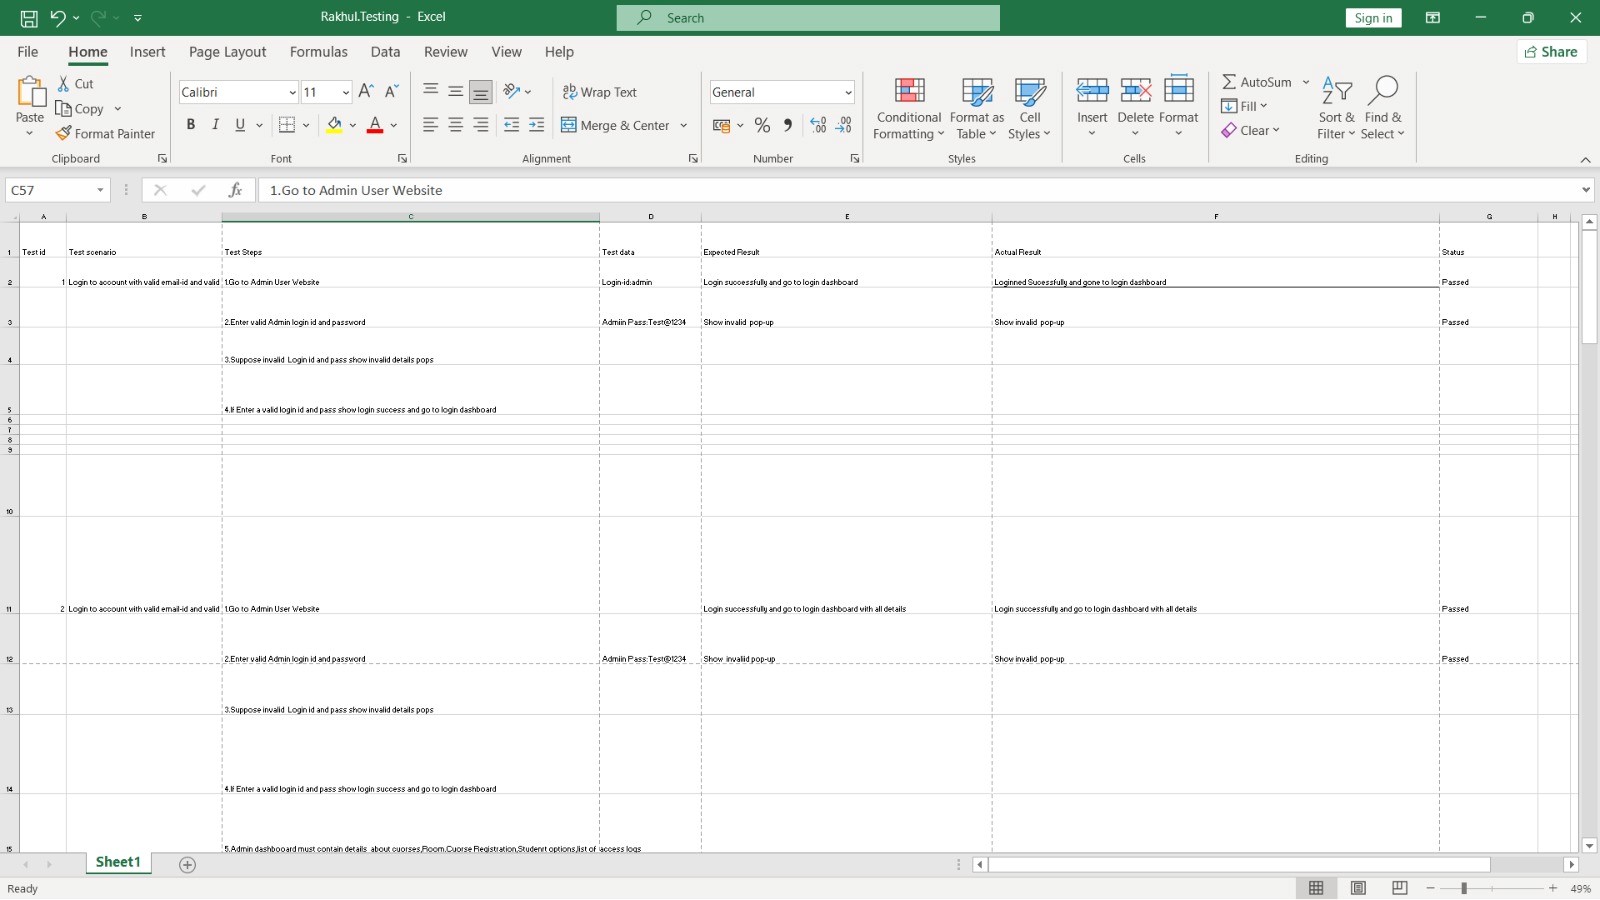 Rakhul.Testing - Excel
Search
Sign in
File Home Insert Page Layout Formulas Data Review View Help
Share
Paste
Cut
Copy
Format Painter
Clipboard
Calibri 11
B I U
Font
Wrap Text
Merge & Center
Alignment
General
Number
Conditional Formatting
Format as Table
Cell Styles
Styles
Insert Delete Format
Cells
AutoSum
Fill
Clear
Sort & Filter
Find & Select
Editing
C57
fx
1.Go to Admin User Website
A B C D E F G H
1 Test id Test scenario Test Steps Test data Expected Result Actual Result Status
2 1 Login to account with valid email-id and valid 1.Go to Admin User Website Login-id:admin Login successfully and go to login dashboard Loginned Sucessfully and gone to login dashboard Passed
3 2.Enter valid Admin login id and password Admiin Pass:Test@1234 Show invalid pop-up Show invalid pop-up Passed
4 3.Suppose invalid Login id and pass show invalid details pops
5 4.If Enter a valid login id and pass show login success and go to login dashboard
6
7
8
9
10
11 2 Login to account with valid email-id and valid 1.Go to Admin User Website Login successfully and go to login dashboard with all details Login successfully and go to login dashboard with all details Passed
12 2.Enter valid Admin login id and password Admiin Pass:Test@1234 Show invaliid pop-up Show invalid pop-up Passed
13 3.Suppose invalid Login id and pass show invalid details pops
14 4.If Enter a valid login id and pass show login success and go to login dashboard
15 5.Admin dashboard must contain details about cuorses,Room,Cuorse Registration,Studenrt options,list of access logs
Sheet1
Ready
49%